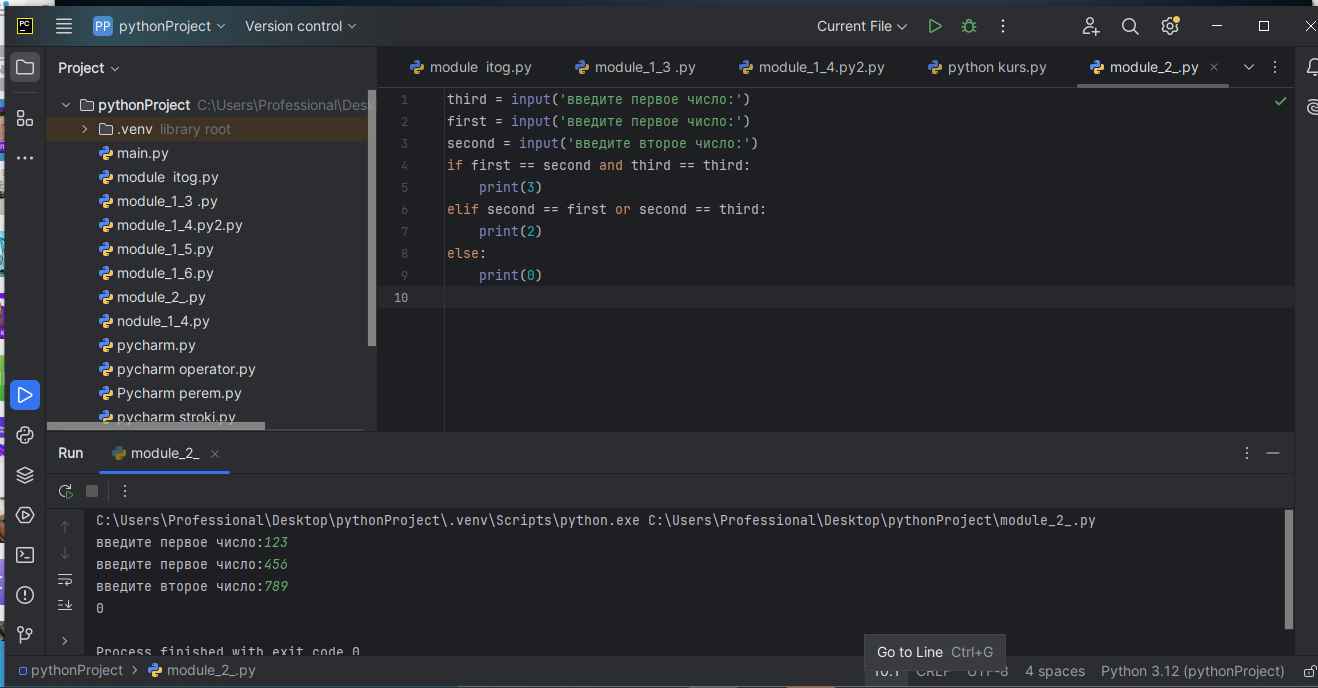 PC
PP pythonProject Version control Current File
Project
module itog.py module_1_3 .py module_1_4.py2.py python kurs.py module_2_.py
pythonProject C:\Users\Professional\Desk
.venv library root
main.py
module itog.py
module_1_3 .py
module_1_4.py2.py
module_1_5.py
module_1_6.py
module_2_.py
nodule_1_4.py
pycharm.py
pycharm operator.py
Pycharm perem.py
pycharm stroki.py
1 third = input('введите первое число:')
2 first = input('введите первое число:')
3 second = input('введите второе число:')
4 if first == second and third == third:
5 print(3)
6 elif second == first or second == third:
7 print(2)
8 else:
9 print(0)
10
Run module_2_
C:\Users\Professional\Desktop\pythonProject\.venv\Scripts\python.exe C:\Users\Professional\Desktop\pythonProject\module_2_.py
введите первое число:123
введите первое число:456
введите второе число:789
0
Process finished with exit code 0
Go to Line Ctrl+G
pythonProject module_2_.py 10:1 CRLF UTF-8 4 spaces Python 3.12 (pythonProject)